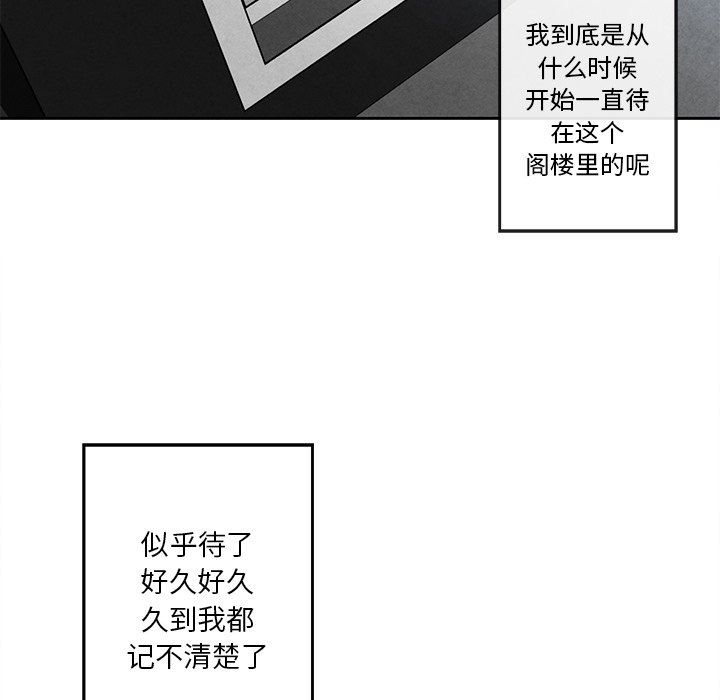 我到底是从
什么时候
开始一直待
在这个
阁楼里的呢
似乎待了
好久好久
久到我都
记不清楚了